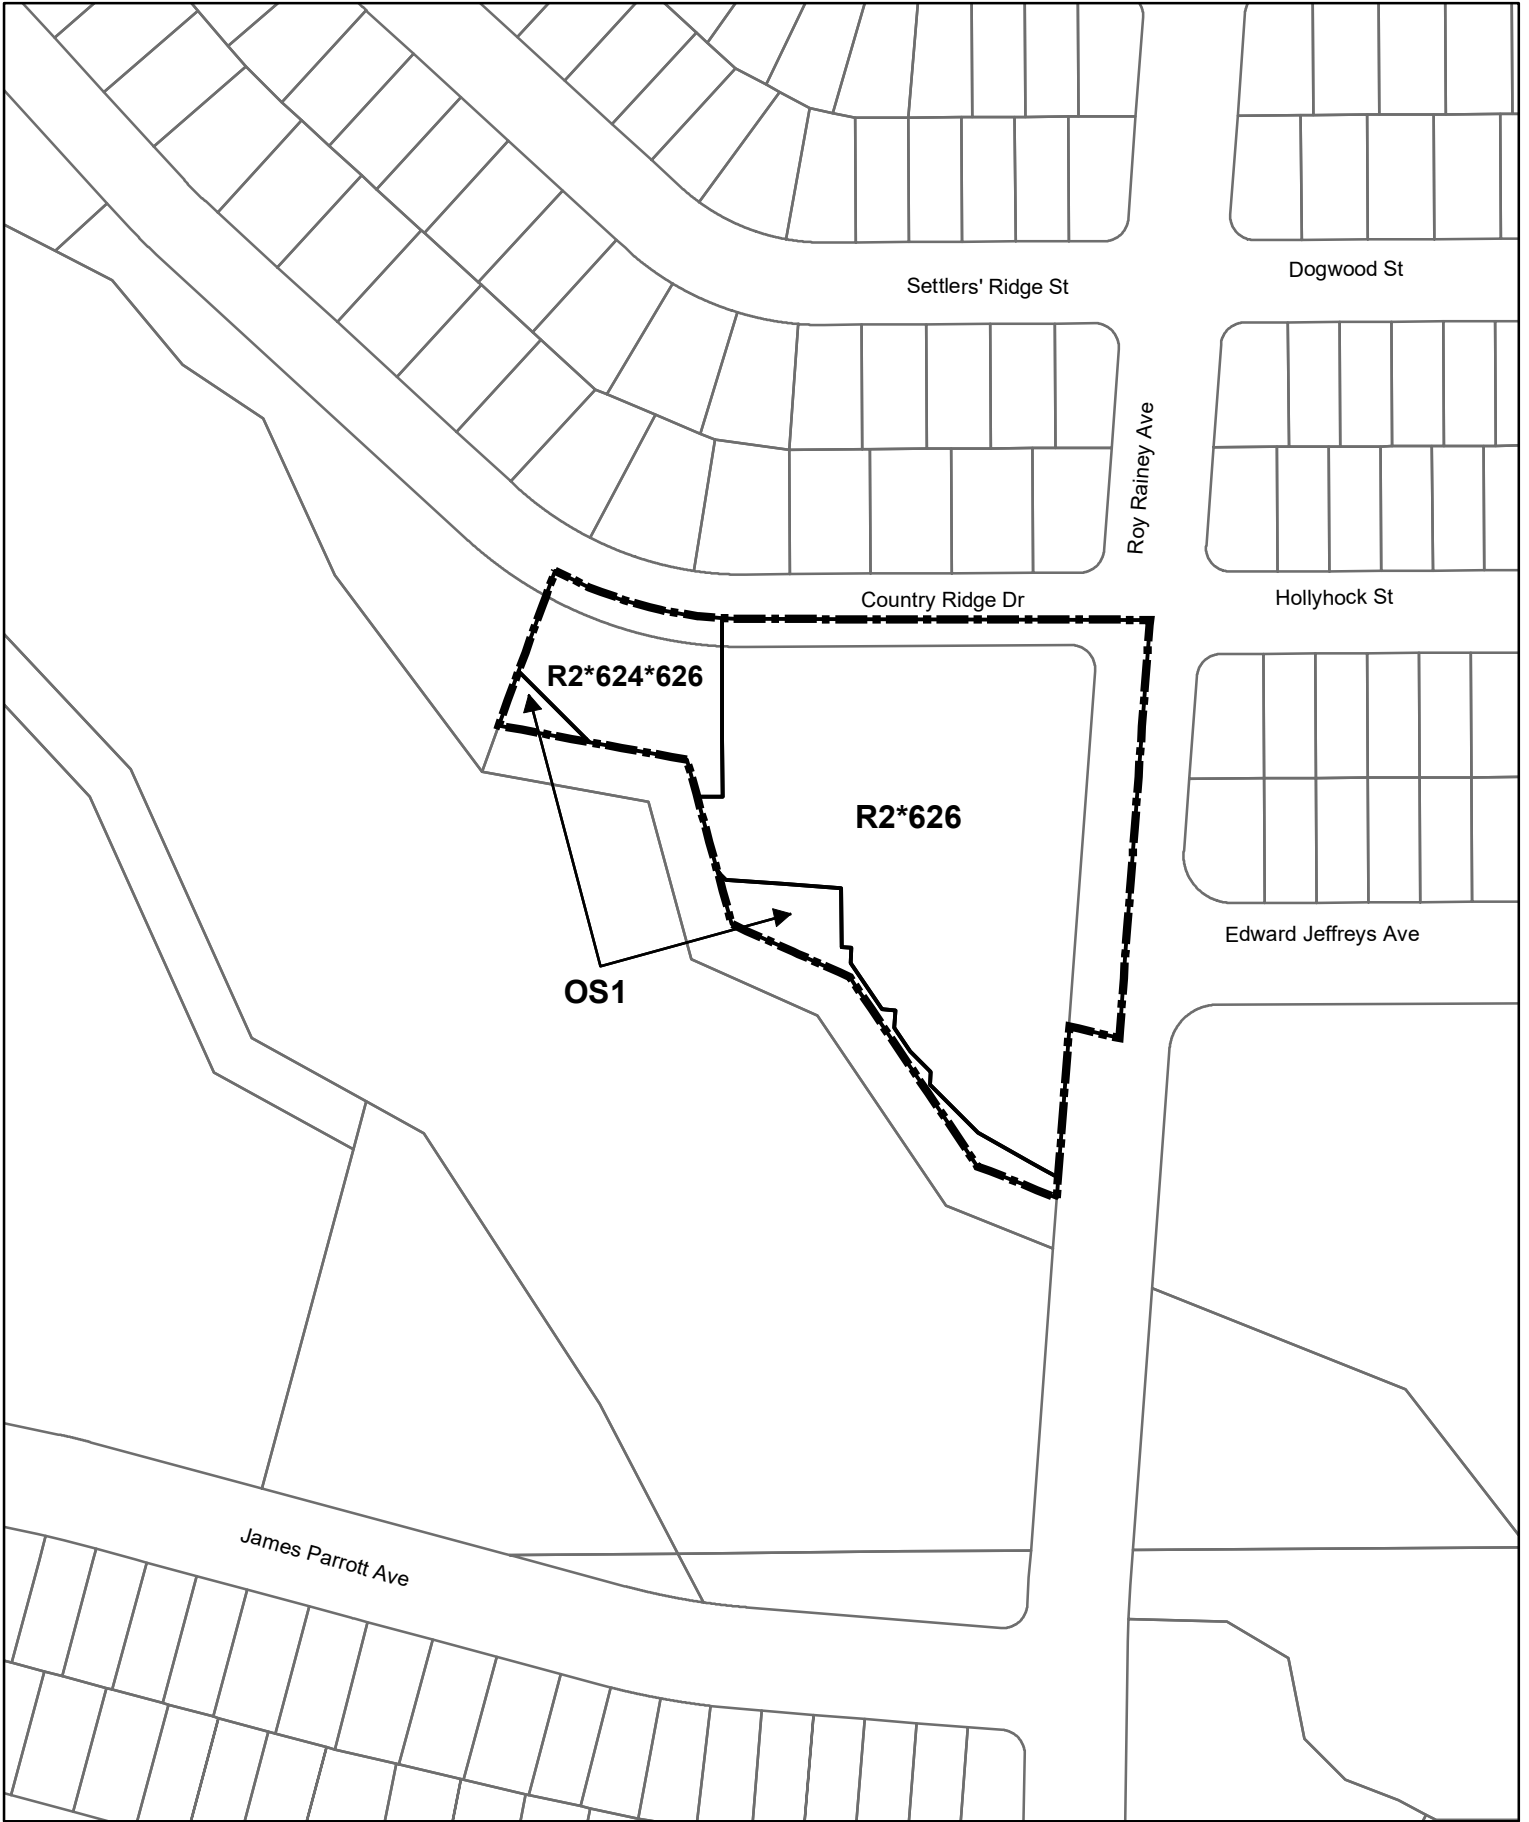 Dogwood St
Settlers' Ridge St
Roy Rainey Ave
Hollyhock St
Country Ridge Dr
R2*624*626
R2*626
Edward Jeffreys Ave
OS1
James Parrott Ave